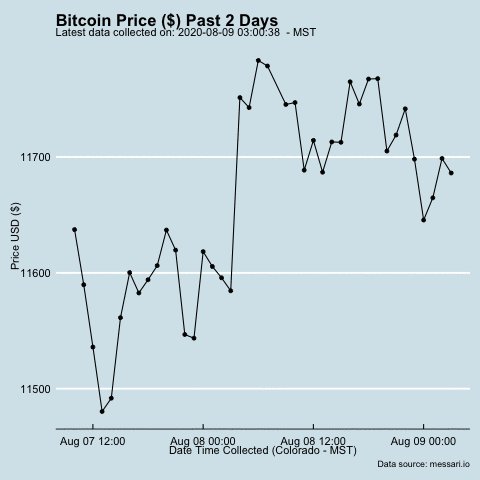 Bitcoin Price ($) Past 2 Days
Latest data collected on: 2020-08-09 03:00:38  - MST
11700
11600
11500
Price USD ($)
Aug 07 12:00
Aug 08 00:00
Aug 08 12:00
Aug 09 00:00
Date Time Collected (Colorado - MST)
Data source: messari.io